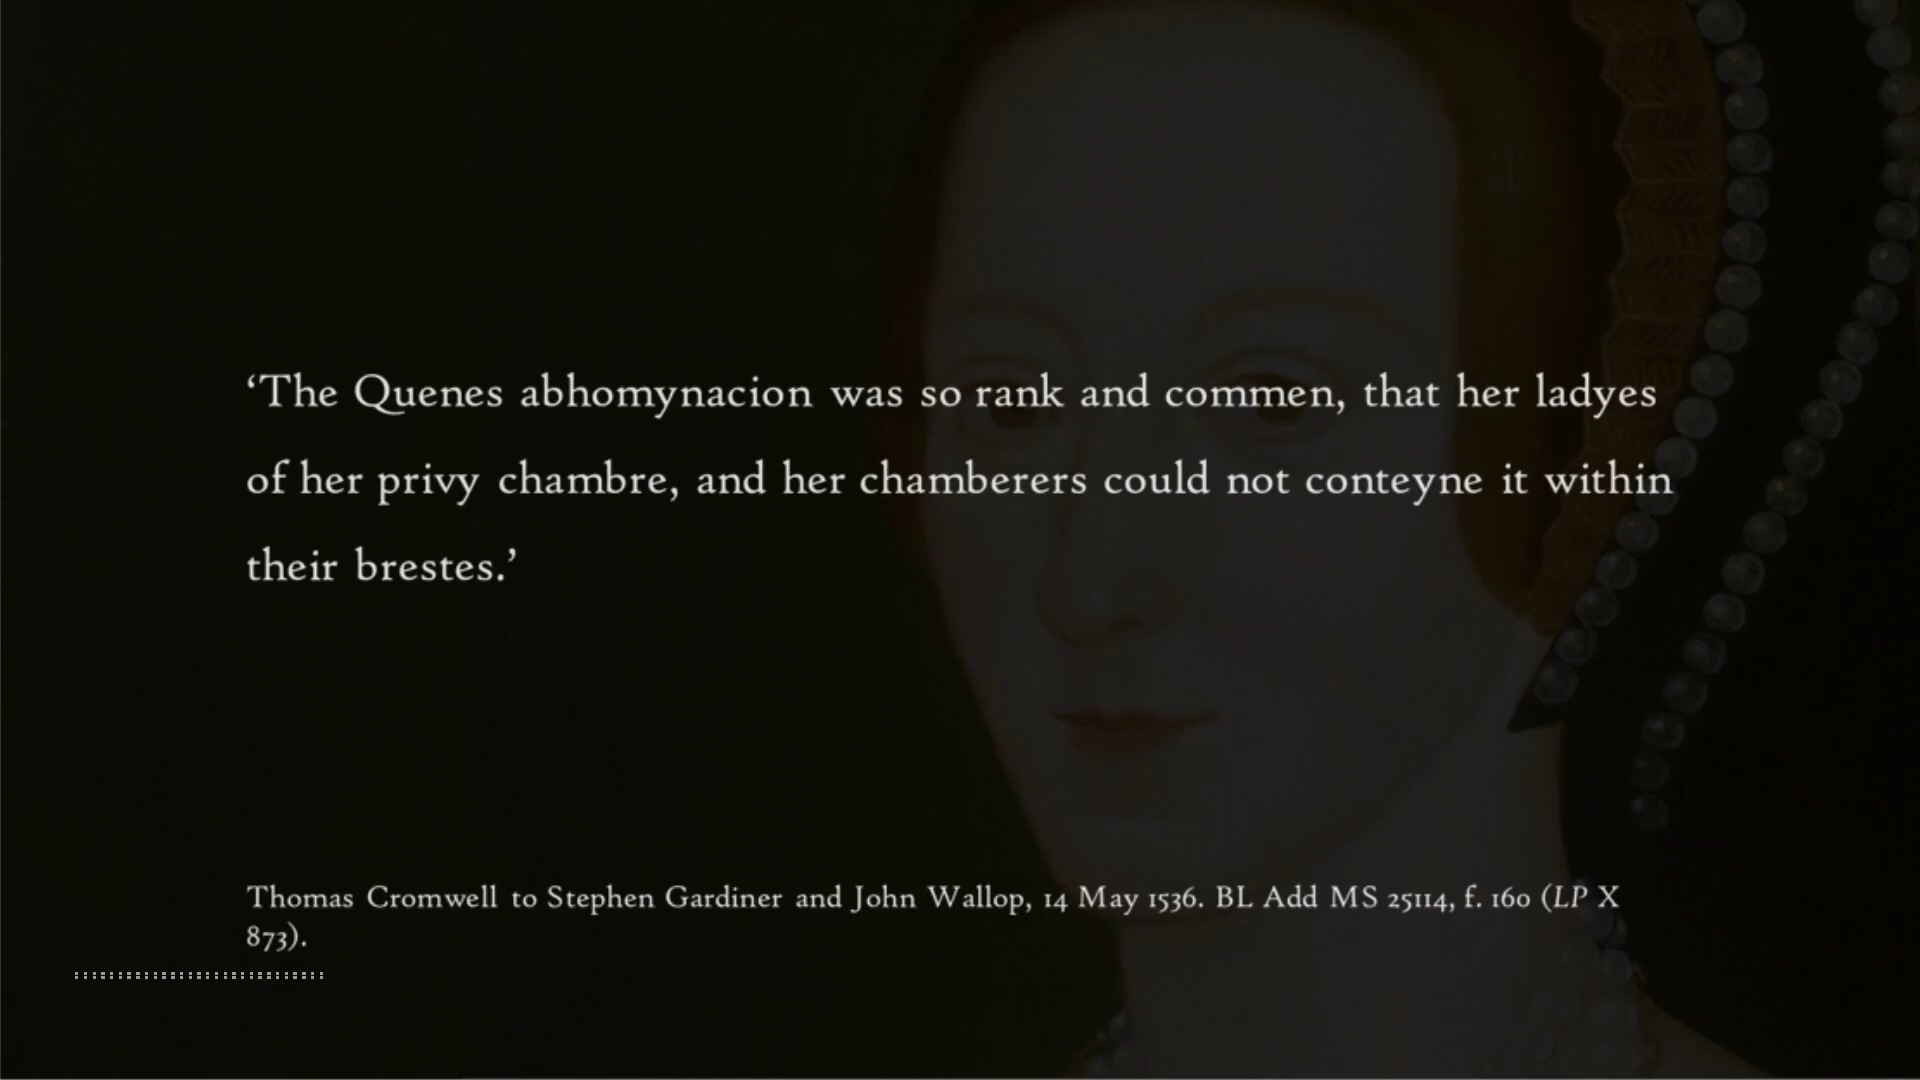 ‘The Quenes abhomynacion was so rank and commen, that her ladyes
of her privy chambre, and her chamberers could not conteyne it within
their brestes.’
Thomas Cromwell to Stephen Gardiner and John Wallop, 14 May 1536. BL Add MS 25114, f. 160 (LP X
873).